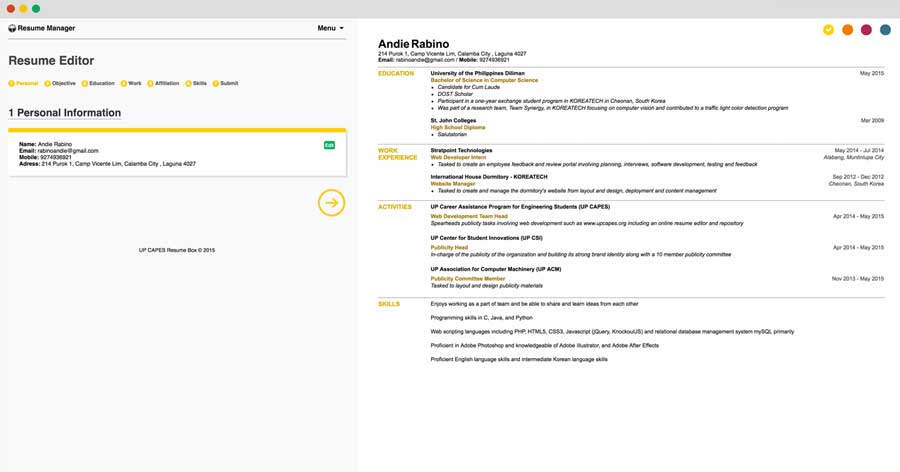 Resume Manager
Menu
Resume Editor
1 Personal
2 Objective
3 Education
4 Work
5 Affiliation
6 Skills
7 Submit
1 Personal Information
Name: Andie Rabino
Edit
Email: rabinoandie@gmail.com
Mobile: 9274936921
Adress: 214 Purok 1, Camp Vicente Lim, Calamba City , Laguna 4027
UP CAPES Resume Box © 2015
Andie Rabino
214 Purok 1, Camp Vicente Lim, Calamba City , Laguna 4027
Email: rabinoandie@gmail.com / Mobile: 9274936921
EDUCATION
University of the Philippines Diliman May 2015
Bachelor of Science in Computer Science
• Candidate for Cum Laude
• DOST Scholar
• Participant in a one-year exchange student program in KOREATECH in Cheonan, South Korea
• Was part of a research team, Team Synergy, in KOREATECH focusing on computer vision and contributed to a traffic light color detection program
St. John Colleges Mar 2009
High School Diploma
• Salutatorian
WORK EXPERIENCE
Stratpoint Technologies May 2014 - Jul 2014
Web Developer Intern Alabang, Muntinlupa City
• Tasked to create an employee feedback and review portal involving planning, interviews, software development, testing and feedback
International House Dormitory - KOREATECH Sep 2012 - Dec 2012
Website Manager Cheonan, South Korea
• Tasked to create and manage the dormitory's website from layout and design, deployment and content management
ACTIVITIES
UP Career Assistance Program for Engineering Students (UP CAPES)
Web Development Team Head Apr 2014 - May 2015
Spearheads publicity tasks involving web development such as www.upcapes.org including an online resume editor and repository
UP Center for Student Innovations (UP CSI)
Publicity Head Apr 2014 - May 2015
In-charge of the publicity of the organization and building its strong brand identity along with a 10 member publicity committee
UP Association for Computer Machinery (UP ACM)
Publicity Committee Member Nov 2013 - May 2015
Tasked to layout and design publicity materials
SKILLS
Enjoys working as a part of team and be able to share and learn ideas from each other
Programming skills in C, Java, and Python
Web scripting languages including PHP, HTML5, CSS3, Javascript (jQuery, KnockoutJS) and relational database management system mySQL primarily
Proficient in Adobe Photoshop and knowledgeable of Adobe Illustrator, and Adobe After Effects
Proficient English language skills and intermediate Korean language skills